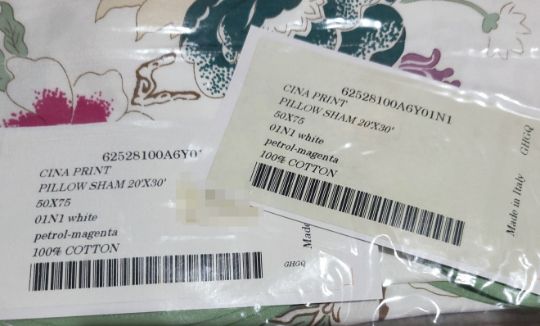 62528100A6Y01N1
CINA PRINT
PILLOW SHAM 20'X30'
50X75
01N1 white
petrol-magenta
100% COTTON
Made in Italy
GHGQ
62528100A6Y0
CINA PRINT
PILLOW SHAM 20'X30'
50X75
01N1 white
petrol-magenta
100% COTTON
Made
GHGQ